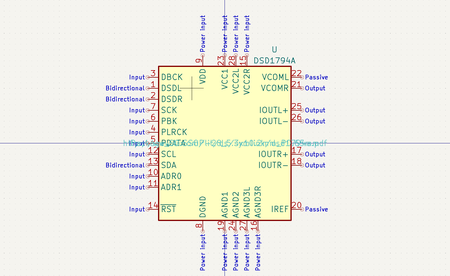 Power Input Power Input Power Input Power Input
9 23 28 15
U
DSD1794A
VDD VCC1 VCC2L VCC2R
Input 3 DBCK VCOML 22 Passive
Bidirectional 1 DSDL VCOMR 21 Output
Bidirectional 2 DSDR
Input 7 SCK IOUTL+ 25 Output
Input 6 PBK IOUTL- 26 Output
Input 4 PLRCK
Input 5 PDATA
Input 12 SCL IOUTR+ 17 Output
Bidirectional 13 SDA IOUTR- 18 Output
Input 10 ADR0
Input 11 ADR1
Input 14 RST IREF 20 Passive
DGND AGND1 AGND2 AGND3L AGND3R
8 19 24 27 16
Power Input Power Input Power Input Power Input Power Input